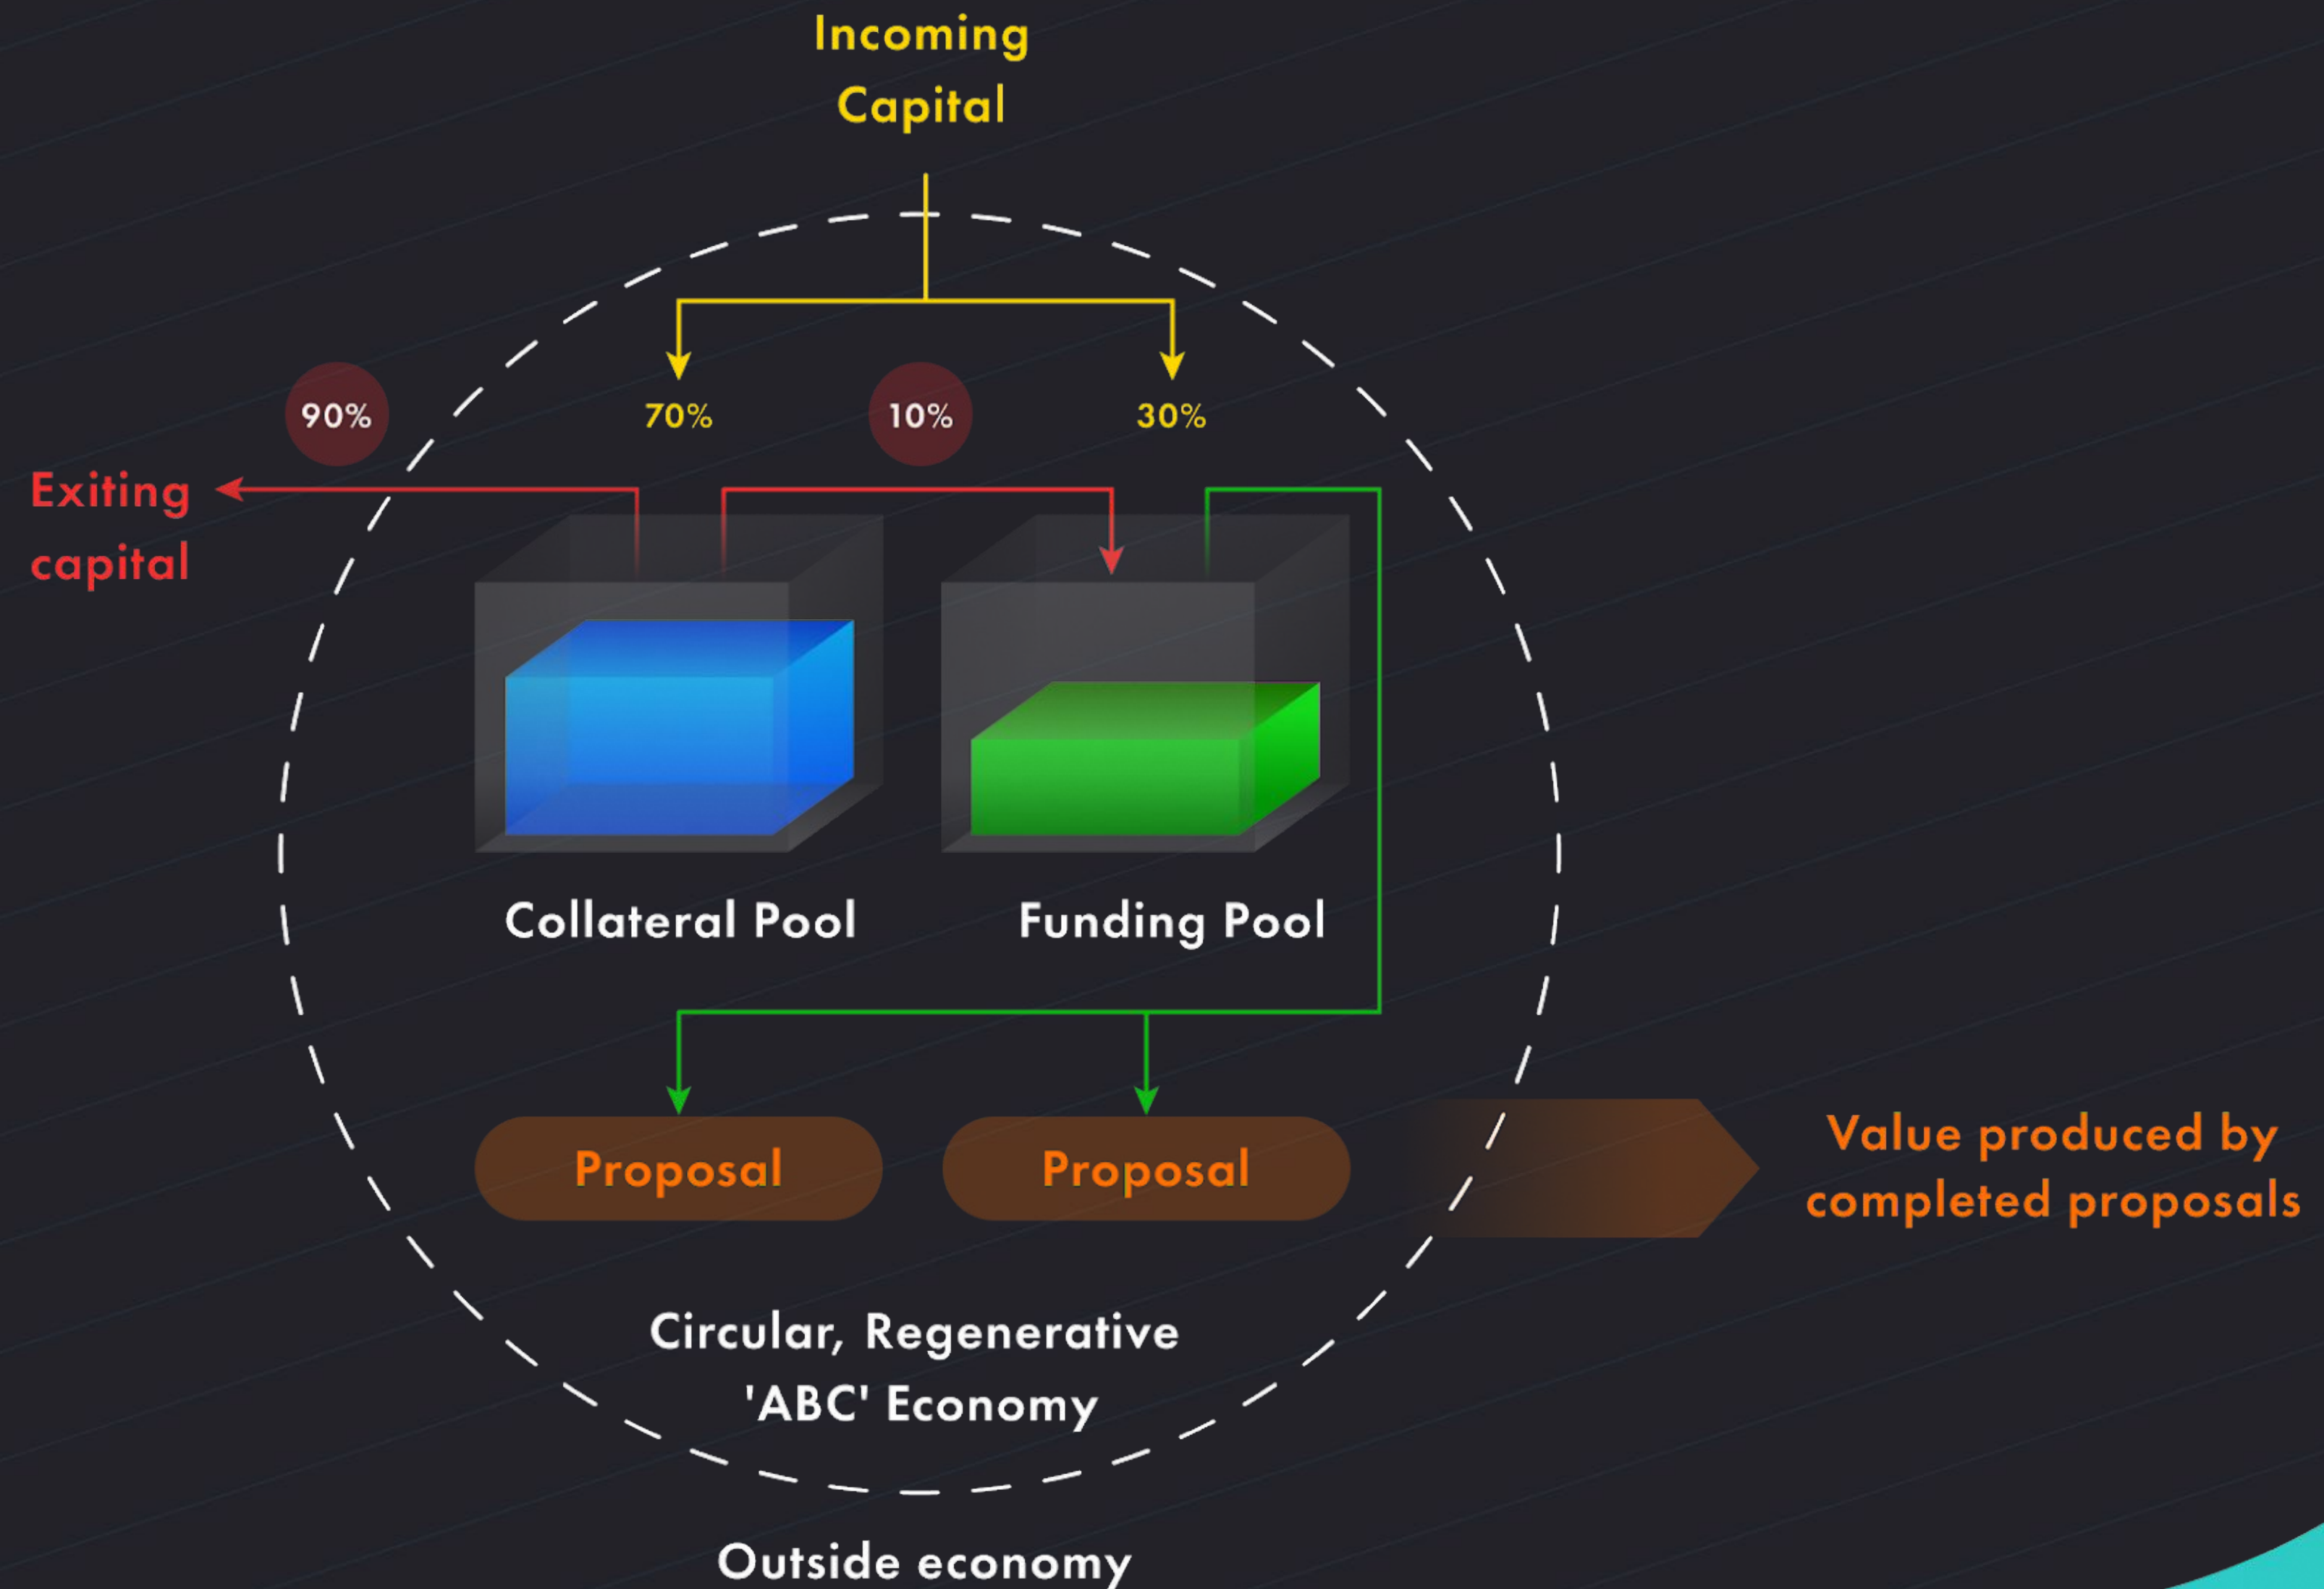 Incoming
Capital
90%
70%
10%
30%
Exiting
capital
Collateral Pool
Funding Pool
Proposal
Proposal
Value produced by
completed proposals
Circular, Regenerative
'ABC' Economy
Outside economy